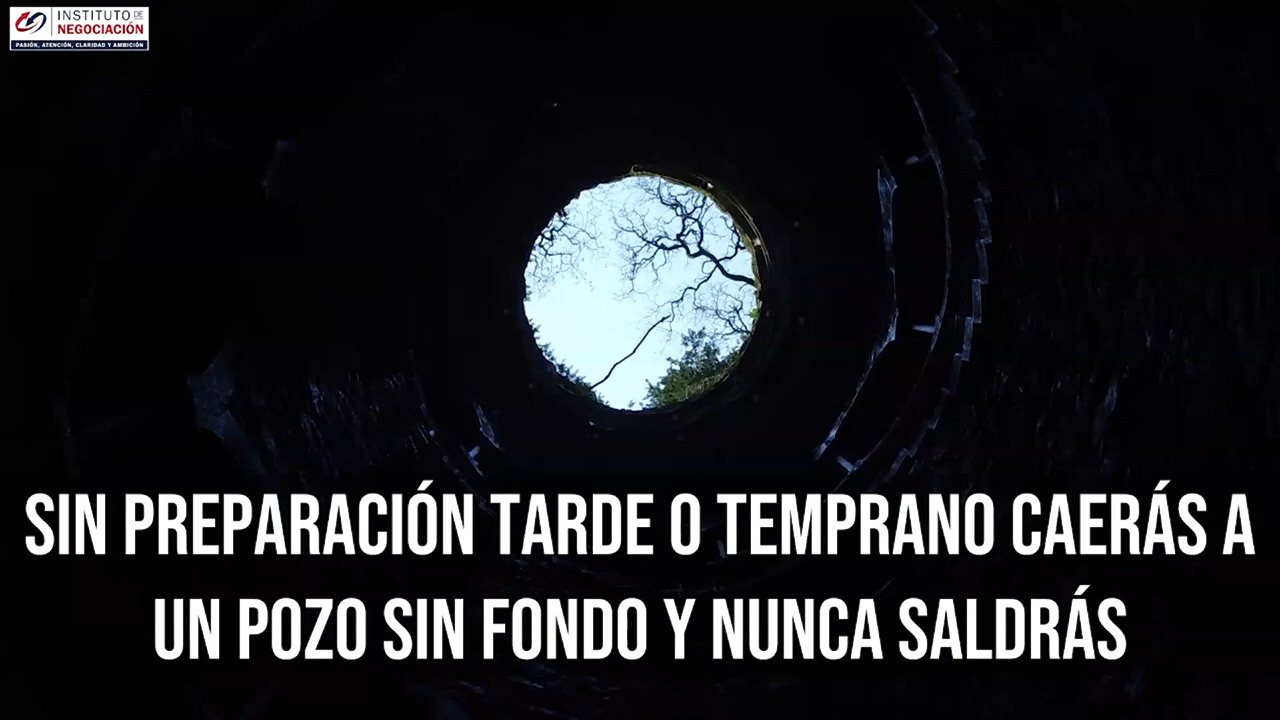 INSTITUTO DE
NEGOCIACIÓN
PASIÓN, ATENCIÓN, CLARIDAD Y AMBICIÓN
SIN PREPARACIÓN TARDE O TEMPRANO CAERÁS A
UN POZO SIN FONDO Y NUNCA SALDRÁS